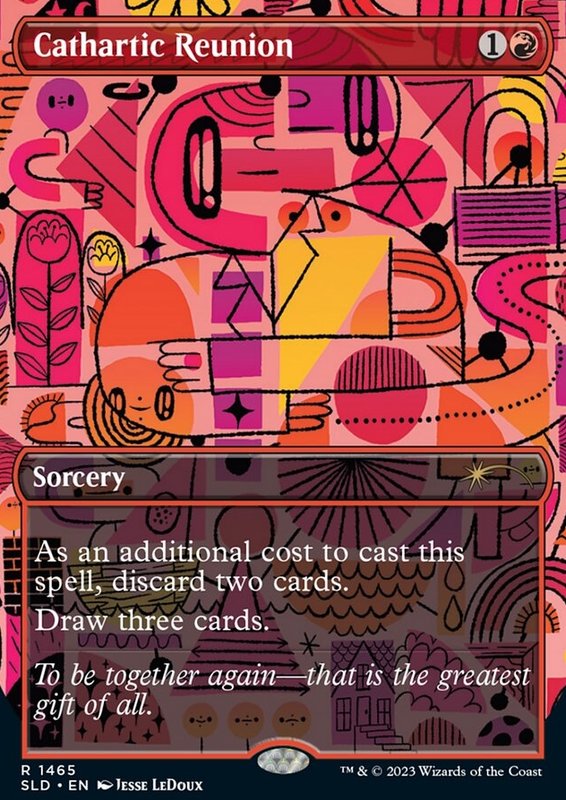 Cathartic Reunion 1
Sorcery
As an additional cost to cast this
spell, discard two cards.
Draw three cards.
To be together again—that is the greatest
gift of all.
R 1465
SLD • EN Jesse LeDoux
™ & © 2023 Wizards of the Coast